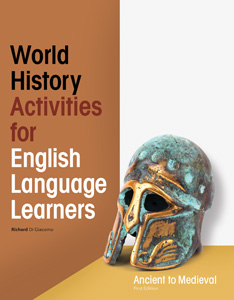 World
History
Activities
for
English
Language
Learners
Richard Di Giacomo
Ancient to Medieval